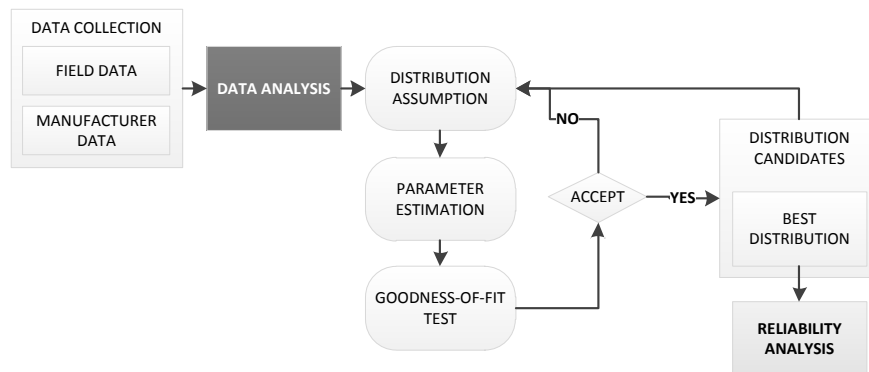 DATA COLLECTION
FIELD DATA
MANUFACTURER
DATA
DATA ANALYSIS
DISTRIBUTION
ASSUMPTION
PARAMETER
ESTIMATION
GOODNESS-OF-FIT
TEST
NO
ACCEPT
YES
DISTRIBUTION
CANDIDATES
BEST
DISTRIBUTION
RELIABILITY
ANALYSIS